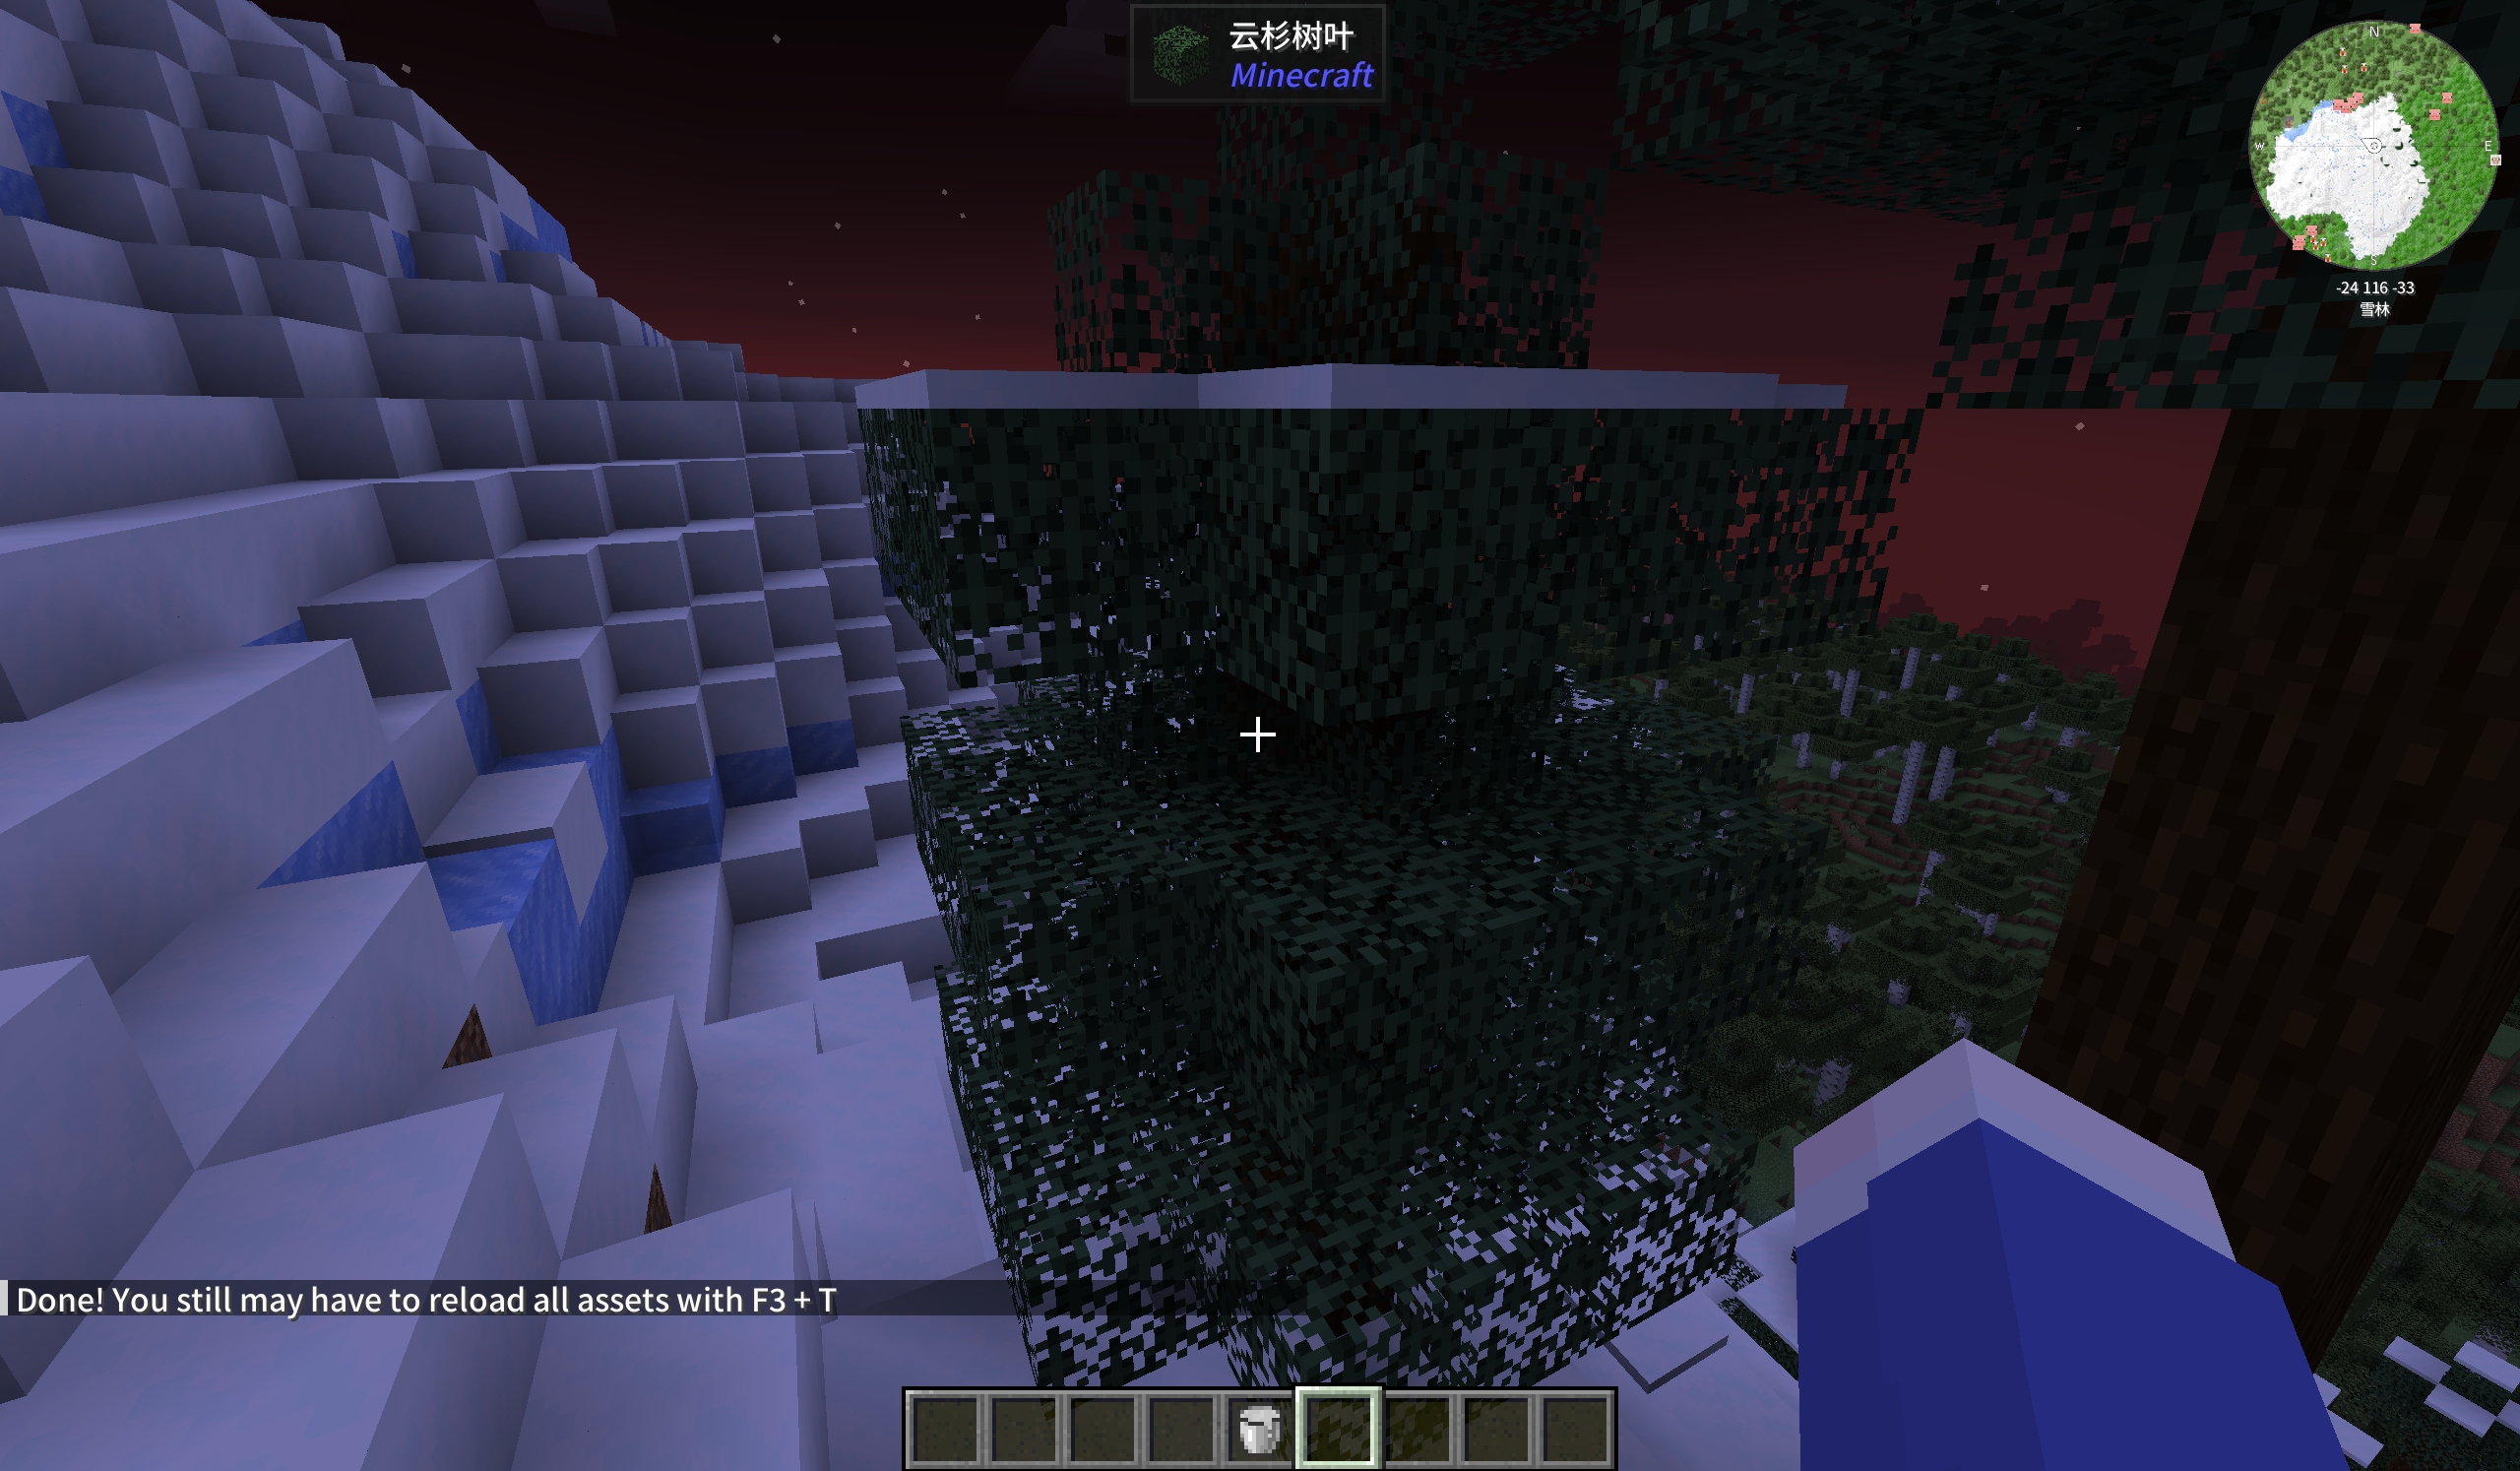 云杉树叶
Minecraft
N
W
E
S
-24 116 -33
雪林
Done! You still may have to reload all assets with F3 + T